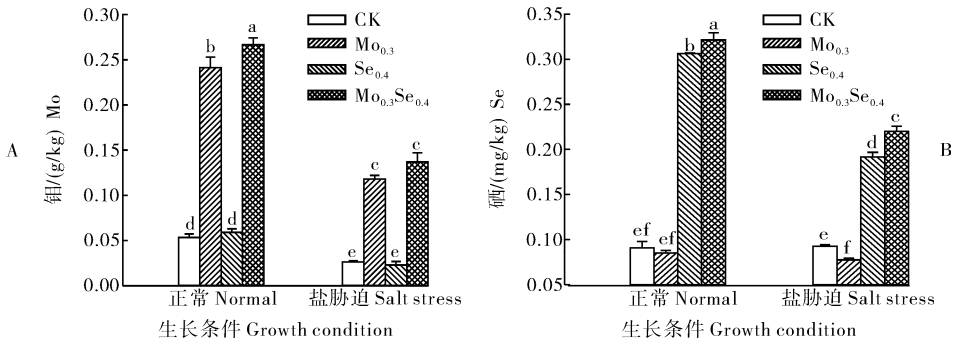 A
钼/(g/kg) Mo
0.30
0.25
0.20
0.15
0.10
0.05
0.00
CK
Mo0.3
Se0.4
Mo0.3Se0.4
d
b
d
a
e
c
e
c
正常 Normal
盐胁迫 Salt stress
生长条件 Growth condition
B
硒/(mg/kg) Se
0.35
0.30
0.25
0.20
0.15
0.10
0.05
CK
Mo0.3
Se0.4
Mo0.3Se0.4
ef
ef
b
a
e
f
d
c
正常 Normal
盐胁迫 Salt stress
生长条件 Growth condition